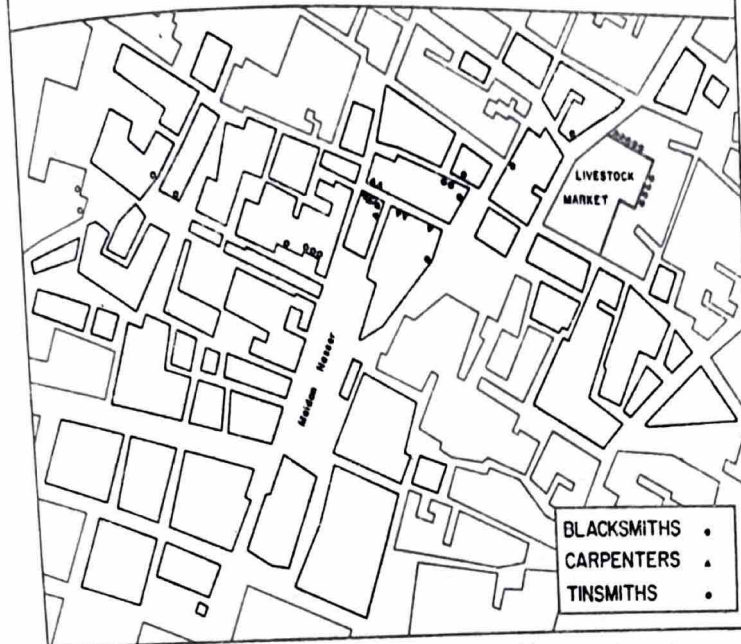 LIVESTOCK
MARKET
Maidan Nasser
BLACKSMITHS
CARPENTERS
TINSMITHS